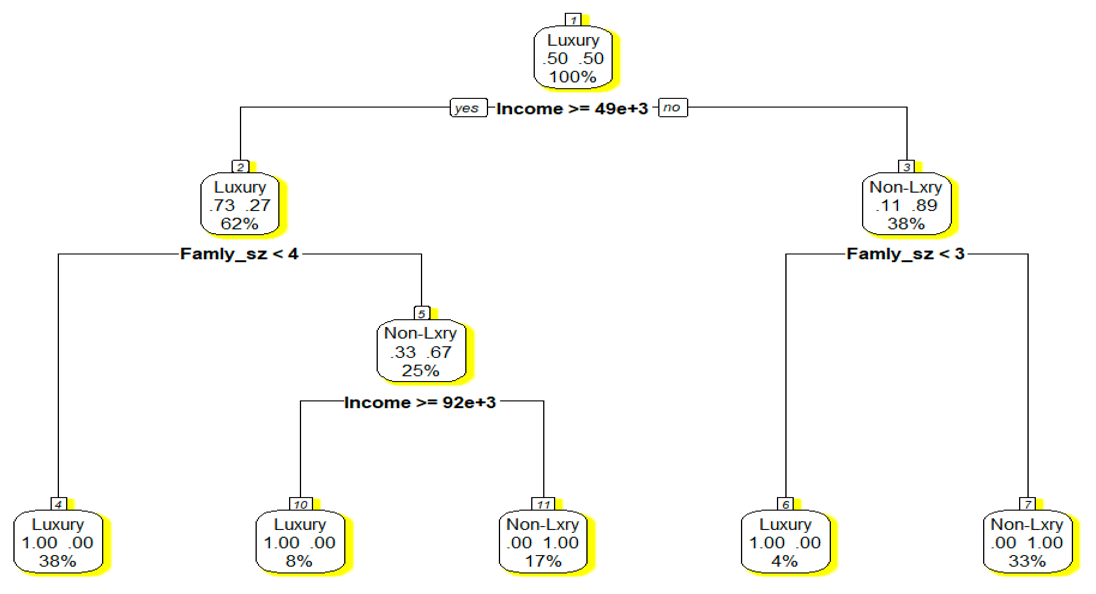 1
Luxury
.50 .50
100%
yes Income >= 49e+3 no
2
Luxury
.73 .27
62%
3
Non-Lxry
.11 .89
38%
Famly_sz < 4
Famly_sz < 3
5
Non-Lxry
.33 .67
25%
Income >= 92e+3
4
Luxury
1.00 .00
38%
10
Luxury
1.00 .00
8%
11
Non-Lxry
.00 1.00
17%
6
Luxury
1.00 .00
4%
7
Non-Lxry
.00 1.00
33%